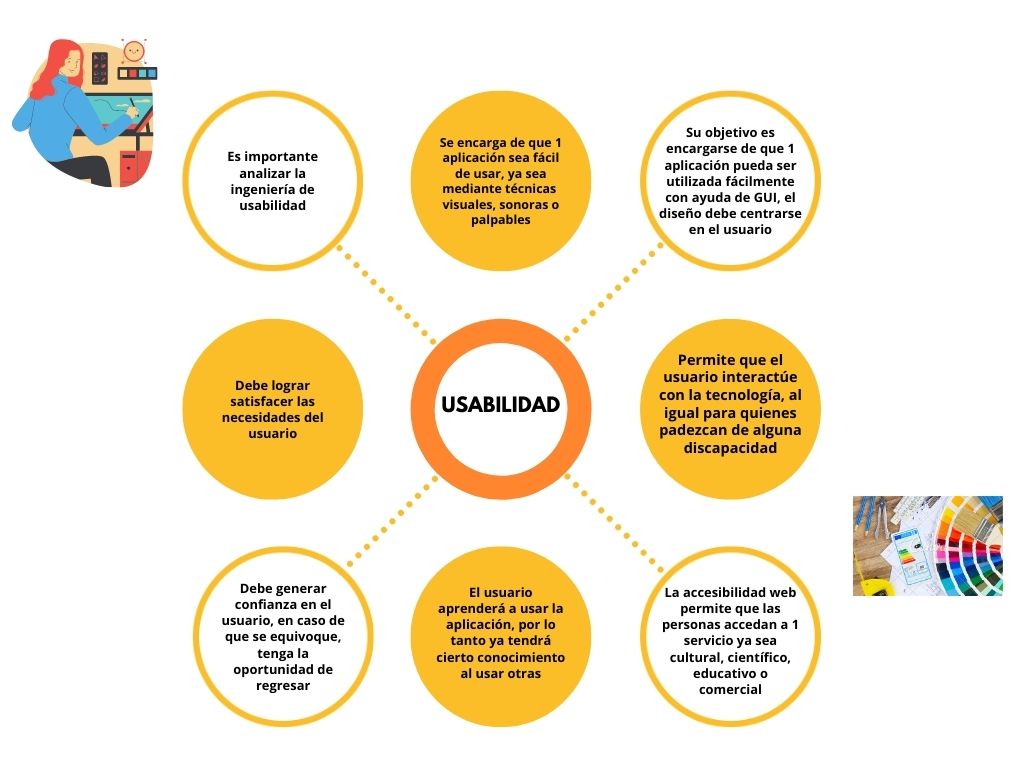 Es importante
analizar la
ingeniería de
usabilidad
Se encarga de que 1
aplicación sea fácil
de usar, ya sea
mediante técnicas
visuales, sonoras o
palpables
Su objetivo es
encargarse de que 1
aplicación pueda ser
utilizada fácilmente
con ayuda de GUI, el
diseño debe centrarse
en el usuario
Debe lograr
satisfacer las
necesidades del
usuario
USABILIDAD
Permite que el
usuario interactúe
con la tecnología, al
igual para quienes
padezcan de alguna
discapacidad
Debe generar
confianza en el
usuario, en caso de
que se equivoque,
tenga la
oportunidad de
regresar
El usuario
aprenderá a usar la
aplicación, por lo
tanto ya tendrá
cierto conocimiento
al usar otras
La accesibilidad web
permite que las
personas accedan a 1
servicio ya sea
cultural, científico,
educativo o
comercial